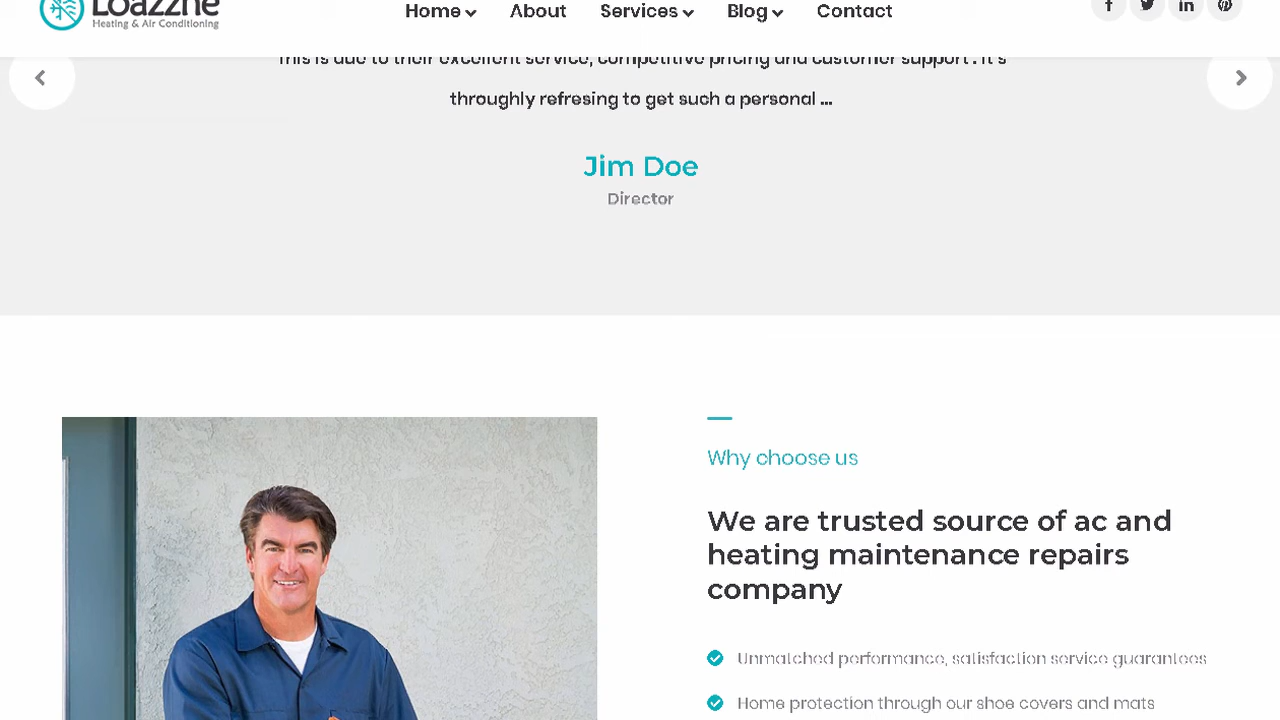 Loazzne
Heating & Air Conditioning
Home
About
Services
Blog
Contact
This is due to their excellent service, competitive pricing and customer support. It's
throughly refresing to get such a personal ...
Jim Doe
Director
Why choose us
We are trusted source of ac and
heating maintenance repairs
company
Unmatched performance, satisfaction service guarantees
Home protection through our shoe covers and mats